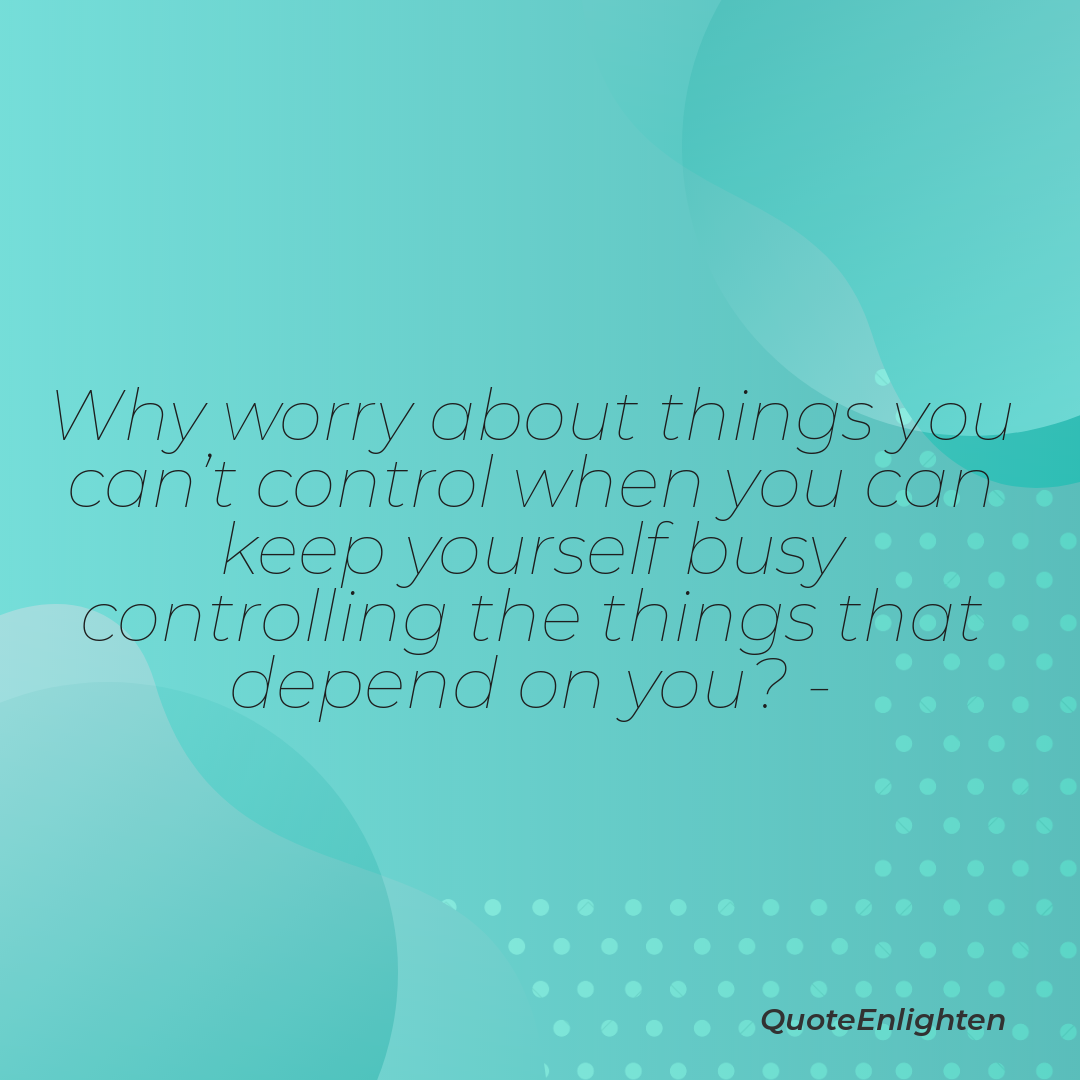 Why worry about things you
can’t control when you can
keep yourself busy
controlling the things that
depend on you? -
QuoteEnlighten